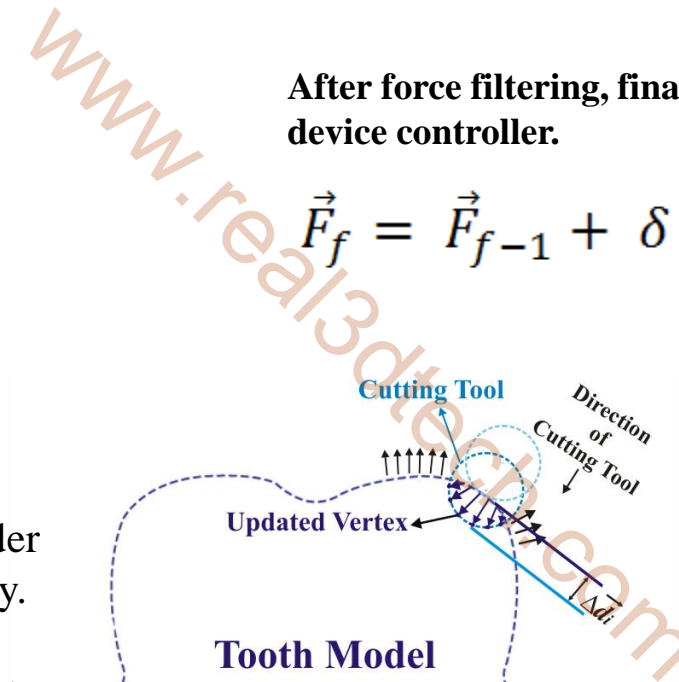 www.real3dtech.com
After force filtering, fina
device controller.
F⃗f = F⃗f−1 + δ
Cutting Tool
Direction
of
Cutting Tool
Updated Vertex
der
y.
Δd⃗i
Tooth Model